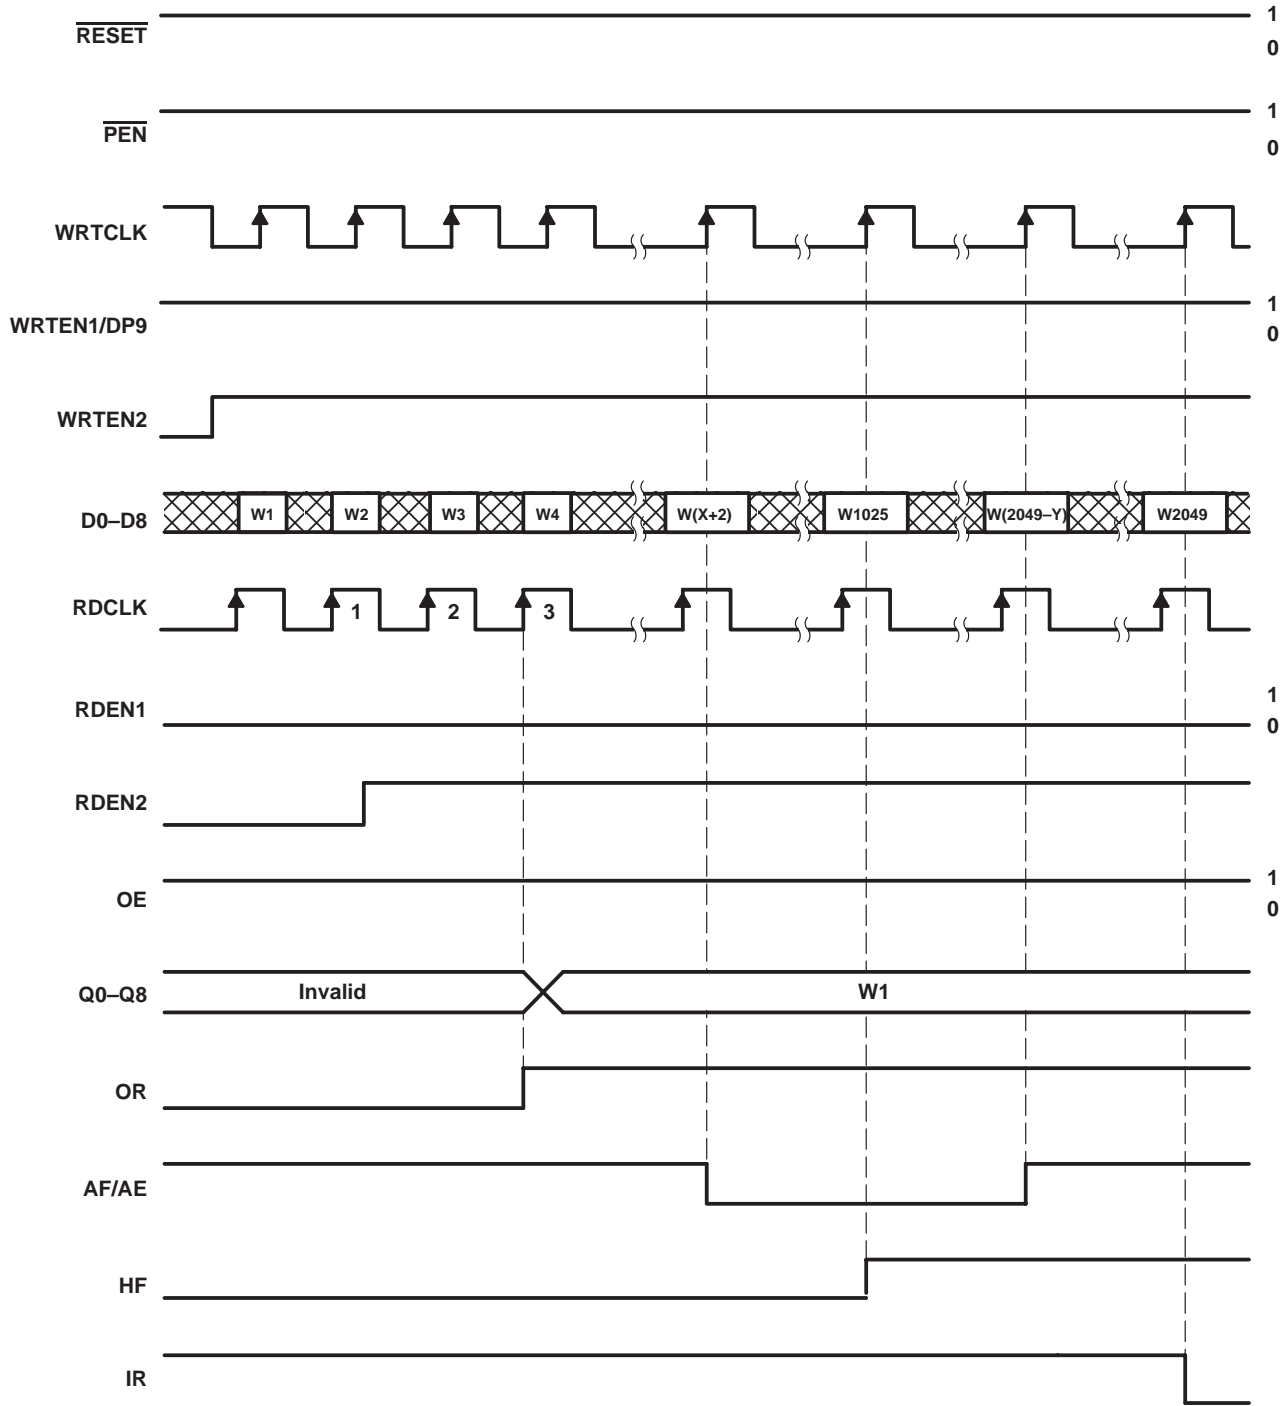 RESET 1
0
PEN 1
0
WRTCLK
WRTEN1/DP9 1
0
WRTEN2
D0–D8 W1 W2 W3 W4 W(X+2) W1025 W(2049–Y) W2049
RDCLK 1 2 3
RDEN1 1
0
RDEN2
OE 1
0
Q0–Q8 Invalid W1
OR
AF/AE
HF
IR